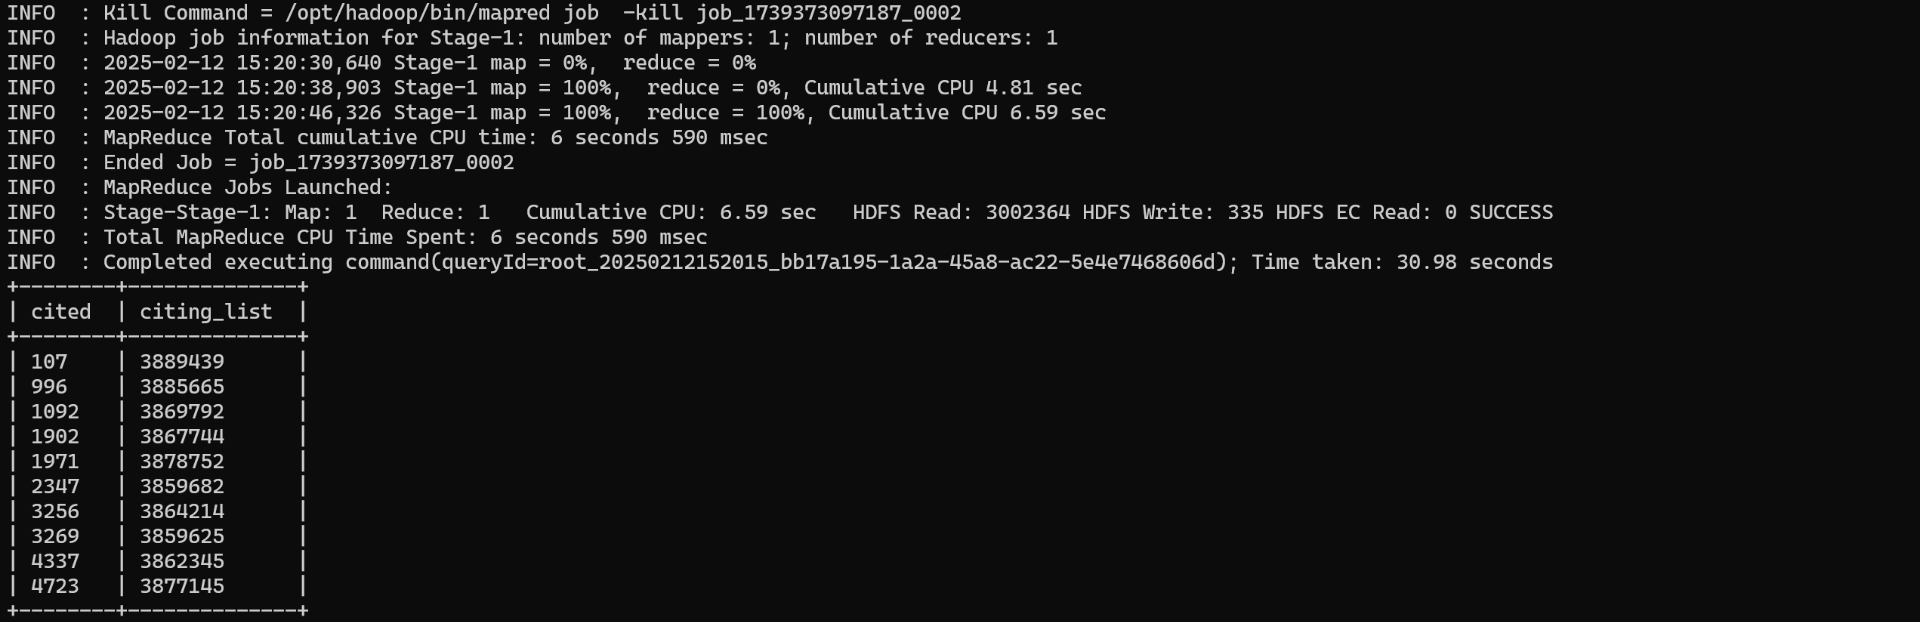 INFO  : Kill Command = /opt/hadoop/bin/mapred job  -kill job_1739373097187_0002
INFO  : Hadoop job information for Stage-1: number of mappers: 1; number of reducers: 1
INFO  : 2025-02-12 15:20:30,640 Stage-1 map = 0%,  reduce = 0%
INFO  : 2025-02-12 15:20:38,903 Stage-1 map = 100%,  reduce = 0%, Cumulative CPU 4.81 sec
INFO  : 2025-02-12 15:20:46,326 Stage-1 map = 100%,  reduce = 100%, Cumulative CPU 6.59 sec
INFO  : MapReduce Total cumulative CPU time: 6 seconds 590 msec
INFO  : Ended Job = job_1739373097187_0002
INFO  : MapReduce Jobs Launched:
INFO  : Stage-Stage-1: Map: 1  Reduce: 1   Cumulative CPU: 6.59 sec   HDFS Read: 3002364 HDFS Write: 335 HDFS EC Read: 0 SUCCESS
INFO  : Total MapReduce CPU Time Spent: 6 seconds 590 msec
INFO  : Completed executing command(queryId=root_20250212152015_bb17a195-1a2a-45a8-ac22-5e4e7468606d); Time taken: 30.98 seconds
+--------+--------------+
| cited  | citing_list  |
+--------+--------------+
| 107    | 3889439      |
| 996    | 3885665      |
| 1092   | 3869792      |
| 1902   | 3867744      |
| 1971   | 3878752      |
| 2347   | 3859682      |
| 3256   | 3864214      |
| 3269   | 3859625      |
| 4337   | 3862345      |
| 4723   | 3877145      |
+--------+--------------+